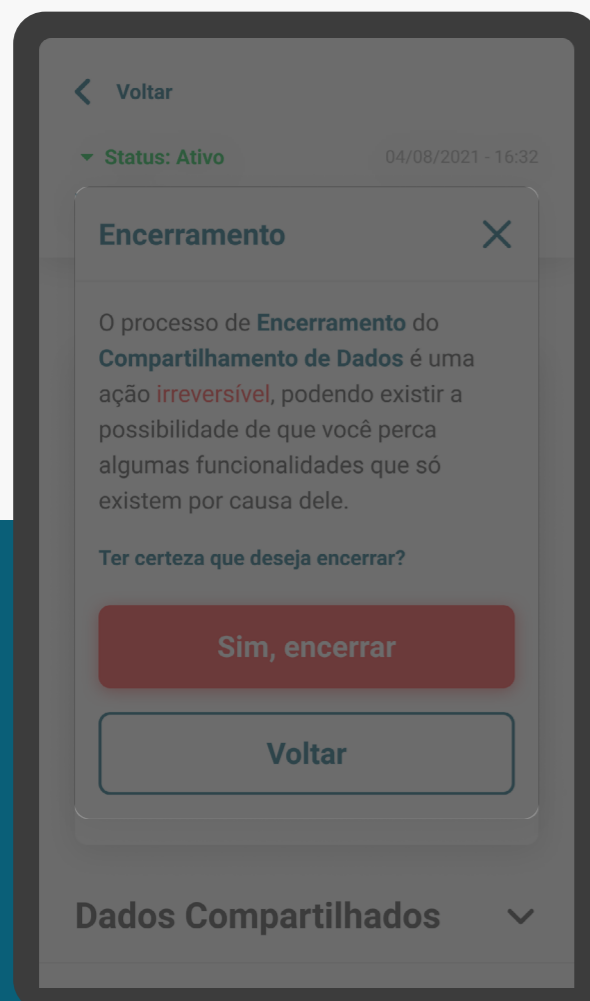 Voltar
Status: Ativo
04/08/2021 - 16:32
Encerramento
O processo de Encerramento do
Compartilhamento de Dados é uma
ação irreversível, podendo existir a
possibilidade de que você perca
algumas funcionalidades que só
existem por causa dele.
Ter certeza que deseja encerrar?
Sim, encerrar
Voltar
Dados Compartilhados